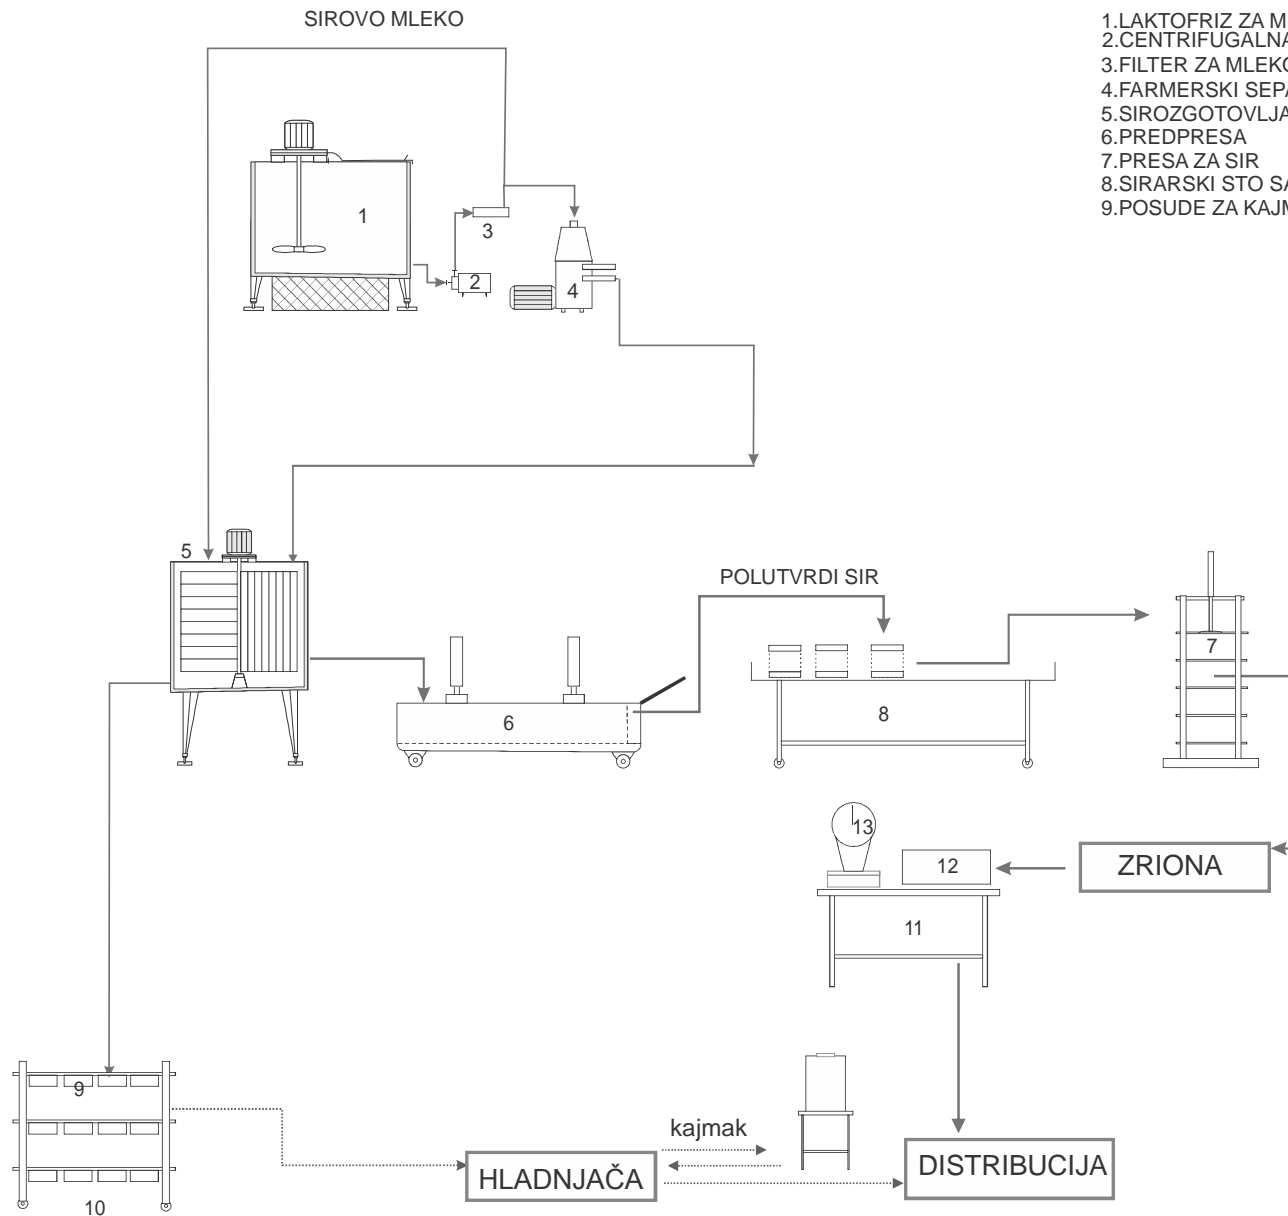 SIROVO MLEKO
1.LAKTOFRIZ ZA M
2.CENTRIFUGALNA
3.FILTER ZA MLEKO
4.FARMERSKI SEPA
5.SIROZGOTOVLJA
6.PREDPRESA
7.PRESA ZA SIR
8.SIRARSKI STO SA
9.POSUDE ZA KAJM
1
3
2
4
5
POLUTVRDI SIR
7
6
8
13
12
ZRIONA
11
9
kajmak
HLADNJAČA
DISTRIBUCIJA
10